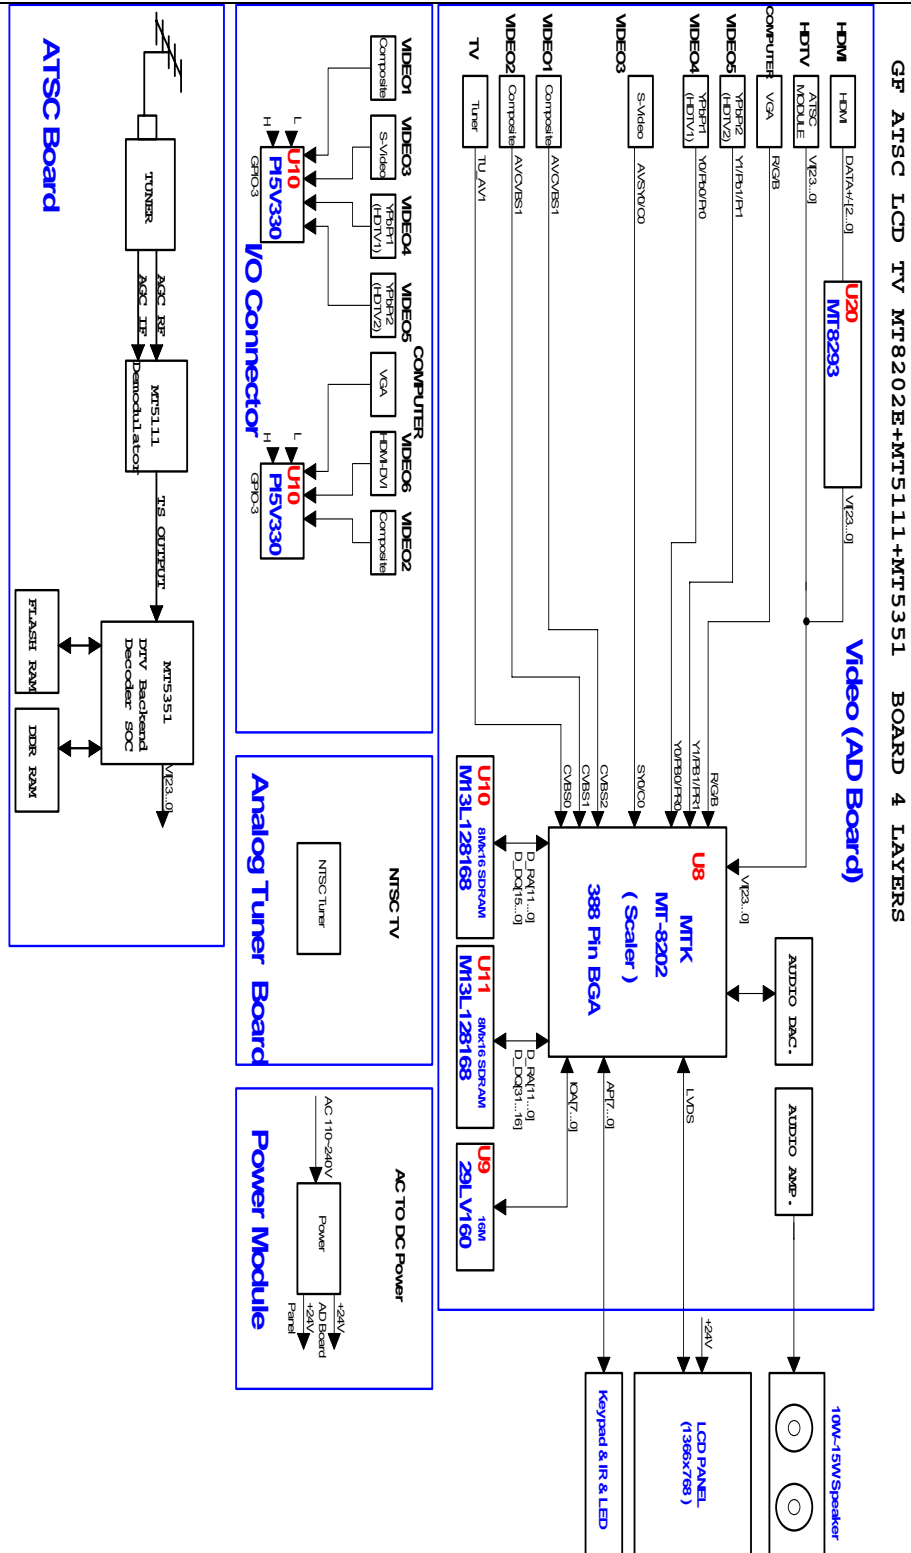 GF ATSC LCD TV MT8202E+MT5111+MT5351 BOARD 4 LAYERS
Video (AD Board)
HDMI
HDMI
DATA+/-[2...0]
U20
MT8293
VI[23...0]
HDTV
ATSC
MODULE
VI[23...0]
COMPUTER
VGA
R/G/B
R/G/B
VIDEO5
YPbPr2
(HDTV2)
Y1/Pb1/Pr1
Y1/PB1/PR1
VIDEO4
YPbPr1
(HDTV1)
Y0/Pb0/Pr0
Y0/PB0/PR0
VIDEO3
S-Video
AVSY0/C0
SY0/C0
VIDEO1
Composite
AVCVBS1
CVBS2
VIDEO2
Composite
AVCVBS1
CVBS1
TV
Tuner
TU_AV1
CVBS0
VI[23...0]
U8
MTK
MT-8202
( Scaler )
388 Pin BGA
AUDIO DAC.
AUDIO AMP.
10W~15W Speaker
LVDS
+24V
LCD PANEL
(1366x768 )
AP[7...0]
Keypad & IR & LED
IOA[7...0]
D_RA[11...0]
D_DQ[15...0]
U10
8Mx16 SDRAM
M13L128168
D_RA[11...0]
D_DQ[31...16]
U11
8Mx16 SDRAM
M13L128168
U9
16M
29LV160
VIDEO1
Composite
VIDEO3
S-Video
VIDEO4
YPbPr1
(HDTV1)
VIDEO5
YPbPr2
(HDTV2)
COMPUTER
VGA
VIDEO6
HDMI-DVI
VIDEO2
Composite
L
H
U10
PI5V330
GPIO-3
L
H
U10
PI5V330
GPIO-3
I/O Connector
NTSC TV
NTSC Tuner
Analog Tuner Board
AC TO DC Power
AC 110~240V
Power
+24V
AD Board
+24V
Panel
Power Module
ATSC Board
TUNER
AGC RF
AGC IF
MT5111
Demodulator
TS OUTPUT
MT5351
DTV Backend
Decoder SOC
VI[23...0]
FLASH RAM
DDR RAM